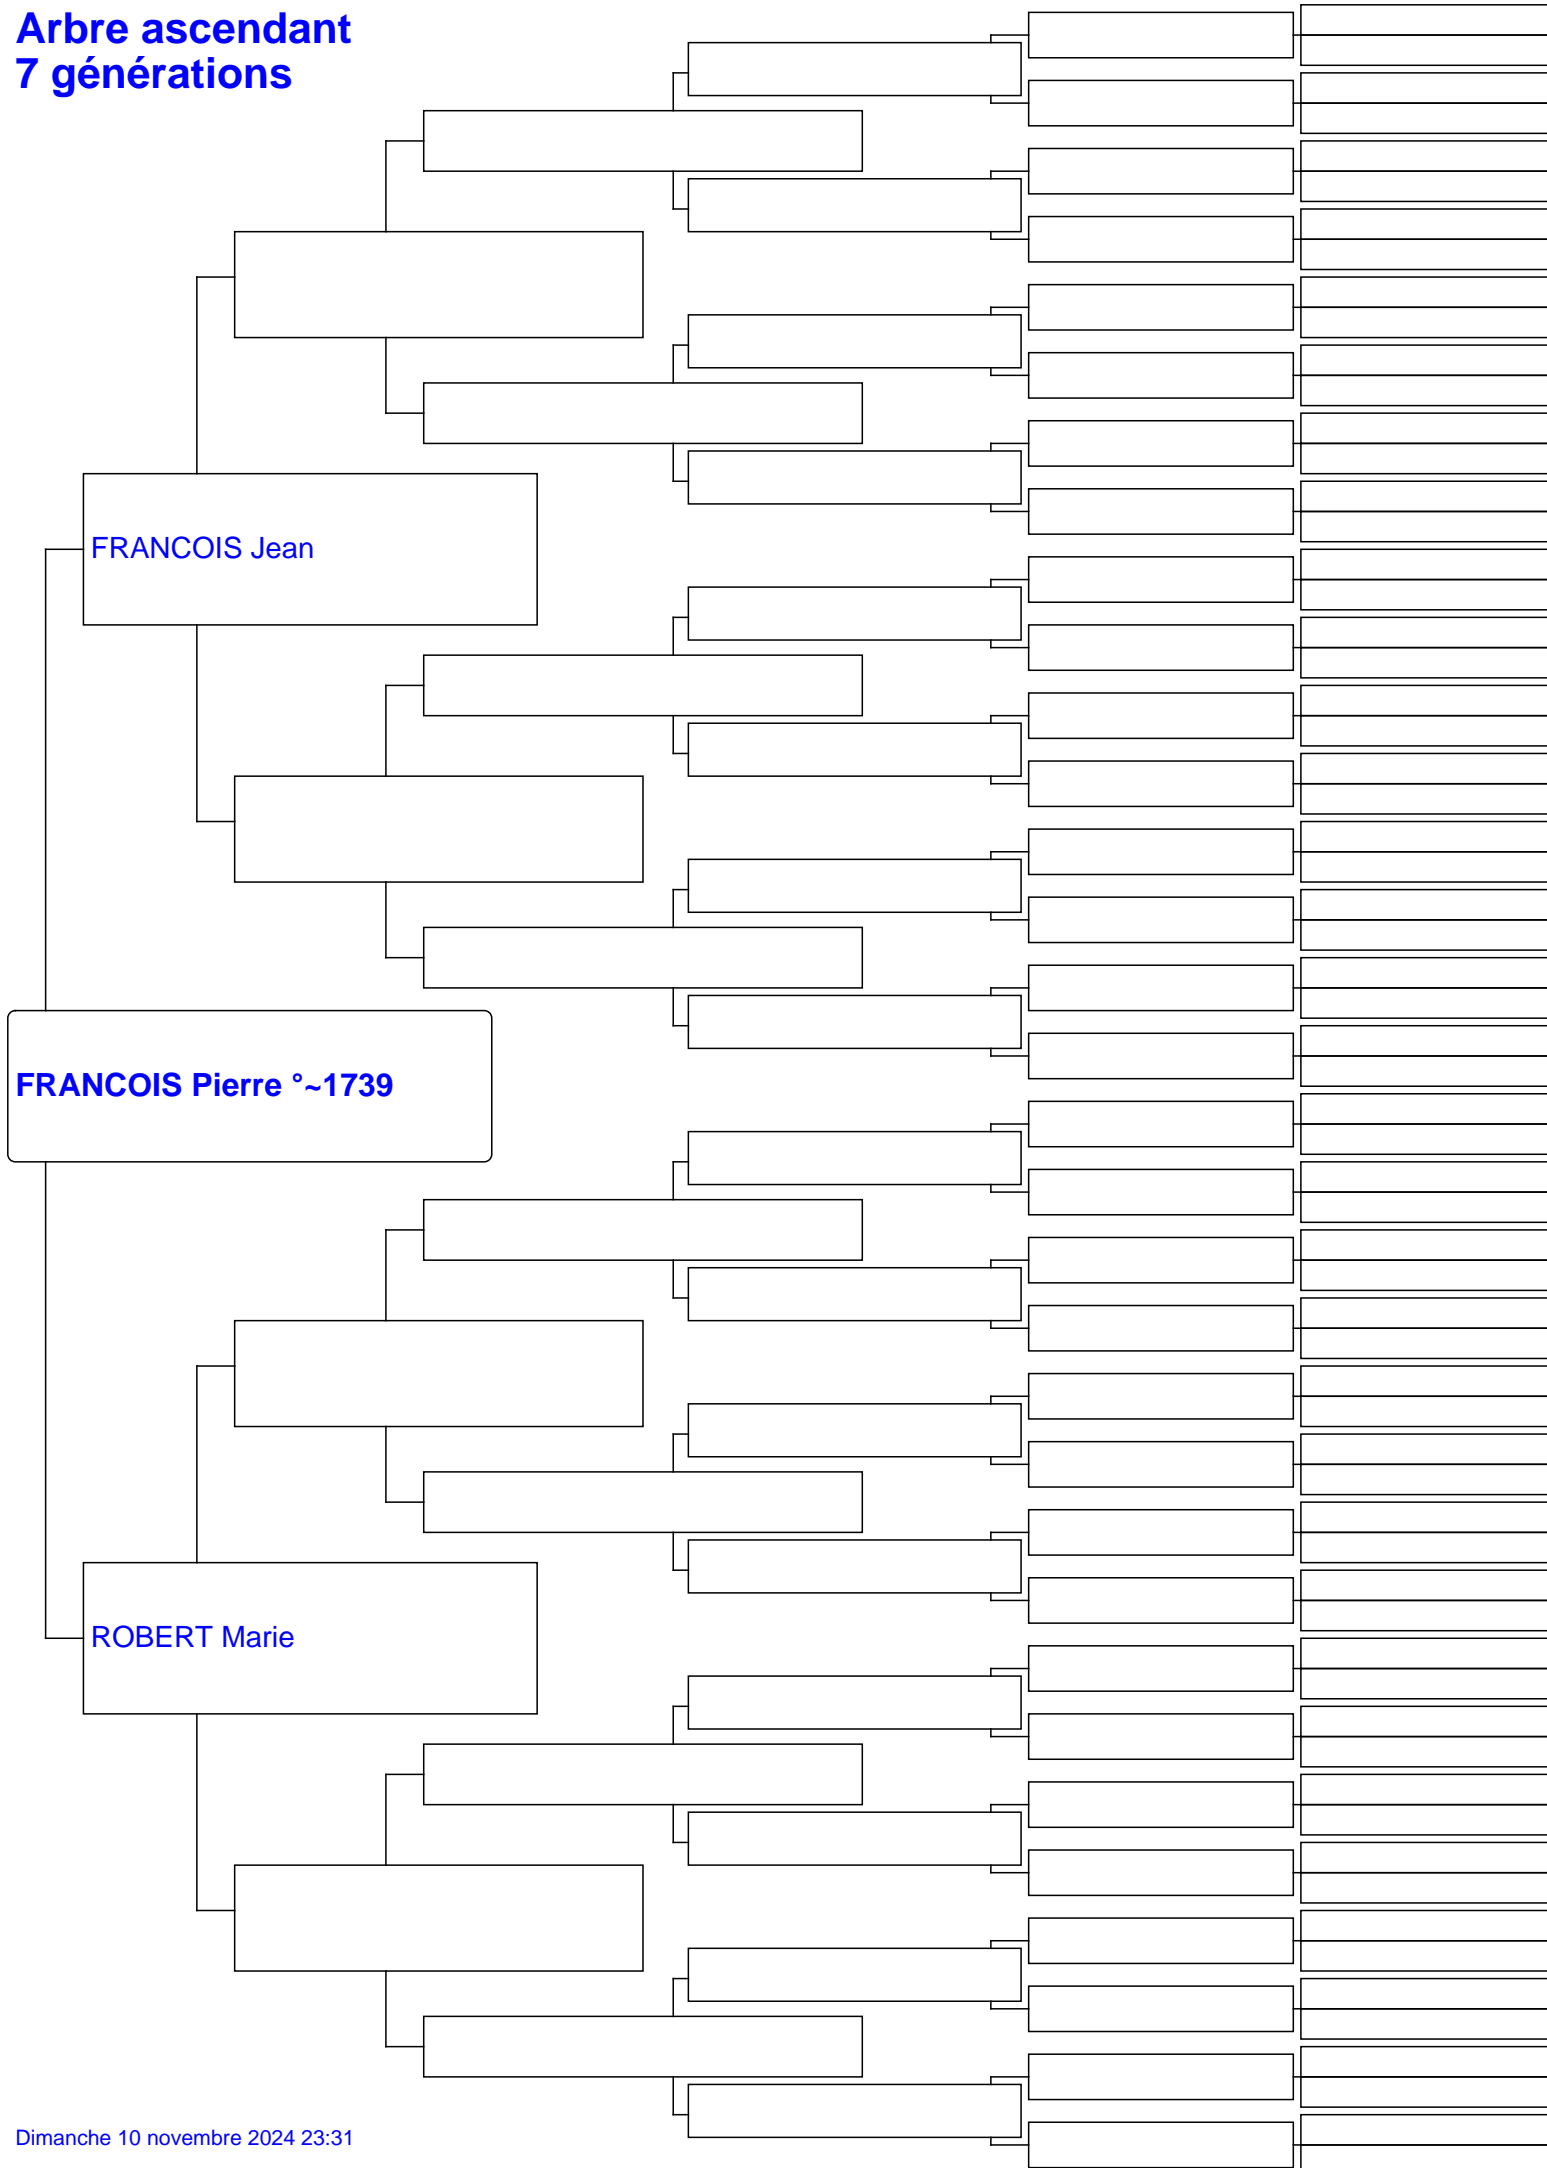 Arbre ascendant
7 générations
FRANCOIS Jean
FRANCOIS Pierre °~1739
ROBERT Marie
Dimanche 10 novembre 2024 23:31